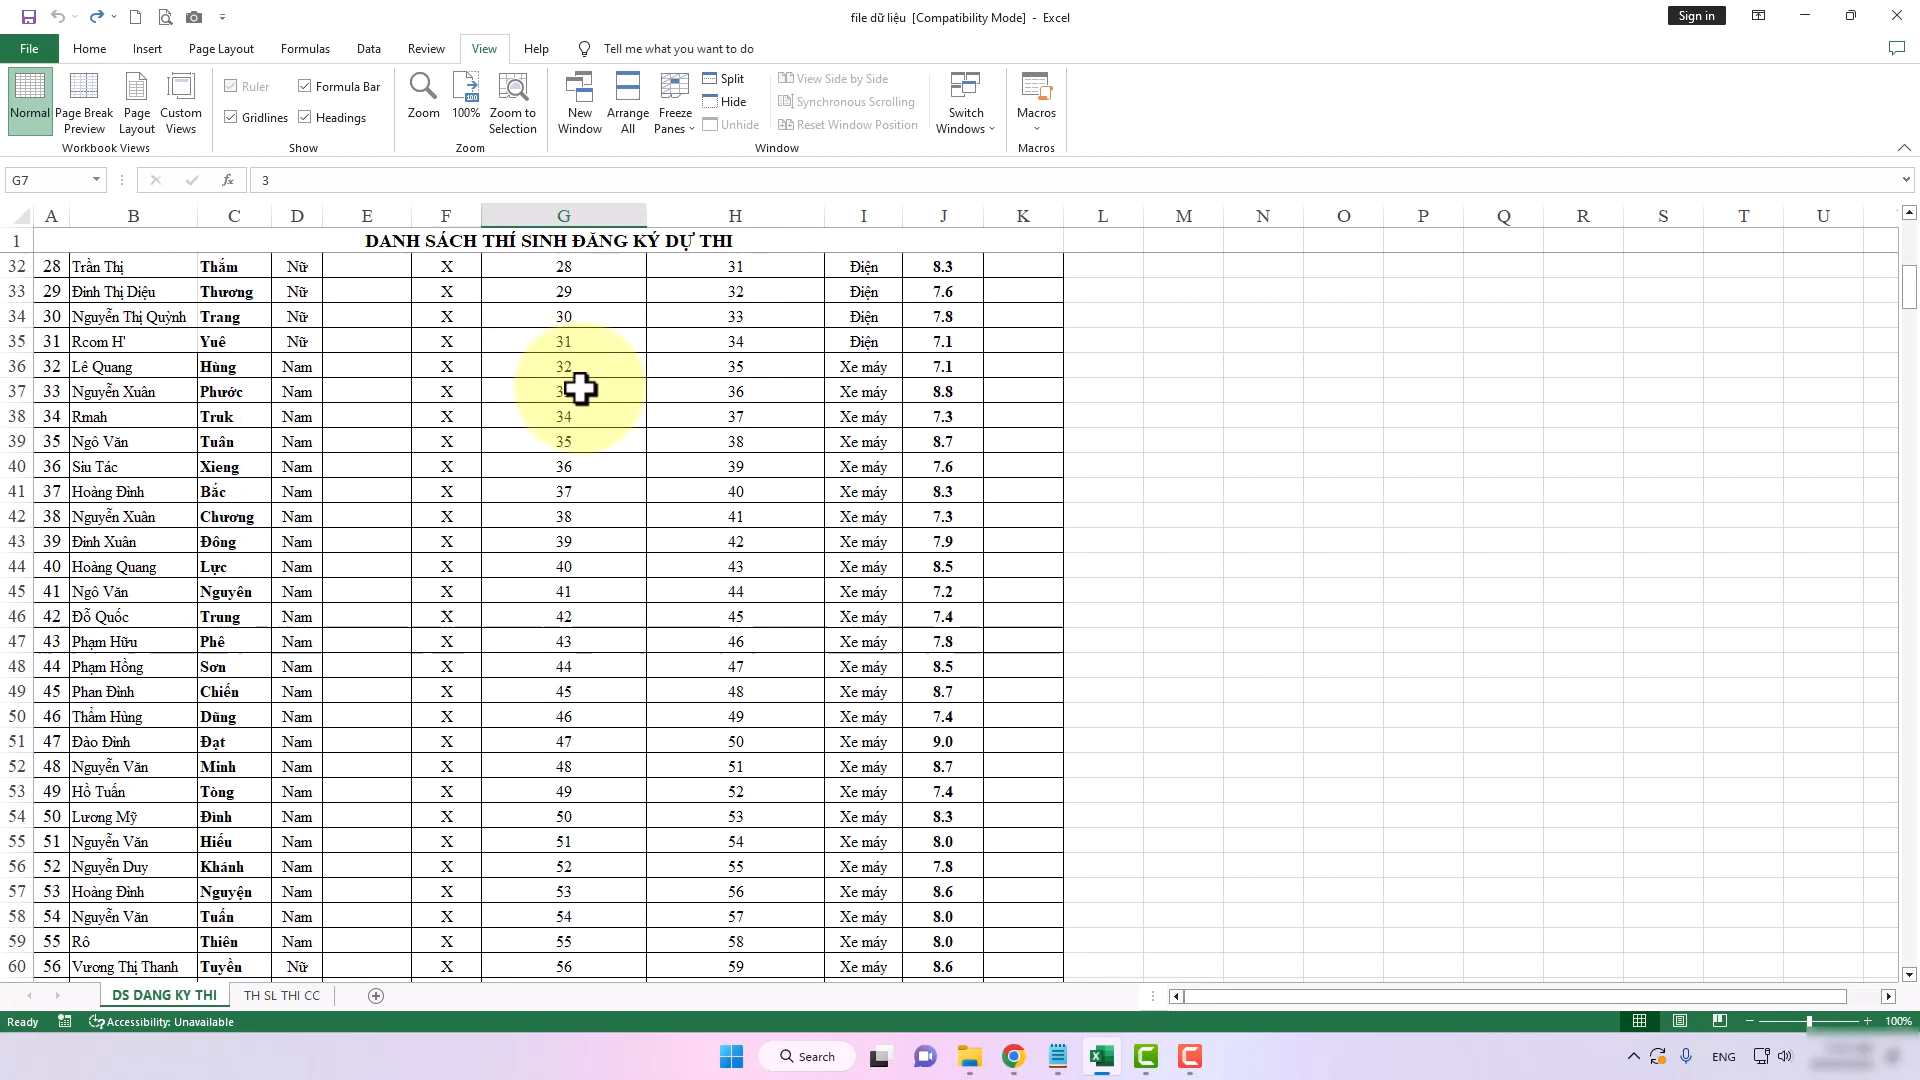 file dữ liệu [Compatibility Mode] - Excel
Sign in
File Home Insert Page Layout Formulas Data Review View Help Tell me what you want to do
Normal Page Break Preview Page Layout Custom Views
Ruler Formula Bar
Gridlines Headings
Zoom 100% Zoom to Selection
New Window Arrange All Freeze Panes
Split
Hide
Unhide
View Side by Side
Synchronous Scrolling
Reset Window Position
Switch Windows
Macros
Workbook Views Show Zoom Window Macros
G7 fx 3
A B C D E F G H I J K L M N O P Q R S T U
1 DANH SÁCH THÍ SINH ĐĂNG KÝ DỰ THI
32 28 Trần Thị Thắm Nữ X 28 31 Điện 8.3
33 29 Đinh Thị Diệu Thương Nữ X 29 32 Điện 7.6
34 30 Nguyễn Thị Quỳnh Trang Nữ X 30 33 Điện 7.8
35 31 Rcom H' Yuê Nữ X 31 34 Điện 7.1
36 32 Lê Quang Hùng Nam X 32 35 Xe máy 7.1
37 33 Nguyễn Xuân Phước Nam X 36 Xe máy 8.8
38 34 Rmah Truk Nam X 34 37 Xe máy 7.3
39 35 Ngô Văn Tuân Nam X 35 38 Xe máy 8.7
40 36 Siu Tác Xieng Nam X 36 39 Xe máy 7.6
41 37 Hoàng Đình Bắc Nam X 37 40 Xe máy 8.3
42 38 Nguyễn Xuân Chương Nam X 38 41 Xe máy 7.3
43 39 Đinh Xuân Đông Nam X 39 42 Xe máy 7.9
44 40 Hoàng Quang Lực Nam X 40 43 Xe máy 8.5
45 41 Ngô Văn Nguyên Nam X 41 44 Xe máy 7.2
46 42 Đỗ Quốc Trung Nam X 42 45 Xe máy 7.4
47 43 Phạm Hữu Phê Nam X 43 46 Xe máy 7.8
48 44 Phạm Hồng Sơn Nam X 44 47 Xe máy 8.5
49 45 Phan Đình Chiến Nam X 45 48 Xe máy 8.7
50 46 Thẩm Hùng Dũng Nam X 46 49 Xe máy 7.4
51 47 Đào Đình Đạt Nam X 47 50 Xe máy 9.0
52 48 Nguyễn Văn Minh Nam X 48 51 Xe máy 8.7
53 49 Hồ Tuấn Tòng Nam X 49 52 Xe máy 7.4
54 50 Lương Mỹ Đình Nam X 50 53 Xe máy 8.3
55 51 Nguyễn Văn Hiếu Nam X 51 54 Xe máy 8.0
56 52 Nguyễn Duy Khánh Nam X 52 55 Xe máy 7.8
57 53 Hoàng Đình Nguyện Nam X 53 56 Xe máy 8.6
58 54 Nguyễn Văn Tuấn Nam X 54 57 Xe máy 8.0
59 55 Rô Thiên Nam X 55 58 Xe máy 8.0
60 56 Vương Thị Thanh Tuyền Nữ X 56 59 Xe máy 8.6
DS DANG KY THI TH SL THI CC
Ready Accessibility: Unavailable 100%
Search ENG